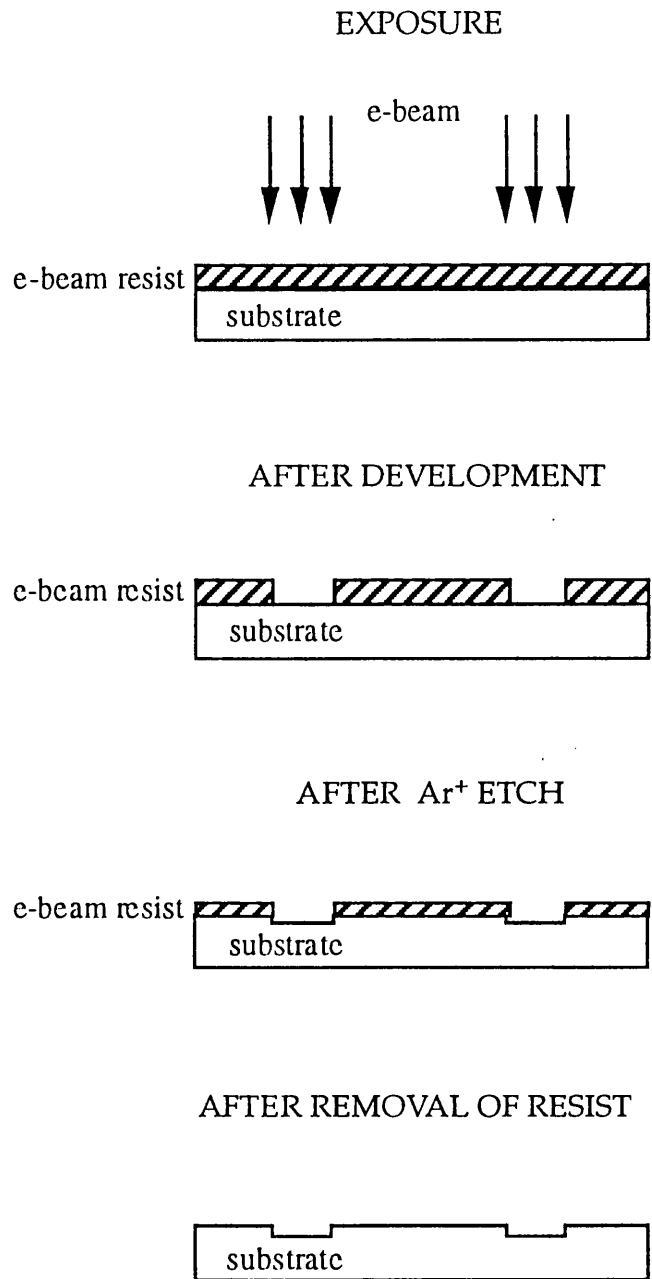 EXPOSURE
e-beam
e-beam resist
substrate
AFTER DEVELOPMENT
e-beam resist
substrate
AFTER Ar+ ETCH
e-beam resist
substrate
AFTER REMOVAL OF RESIST
substrate